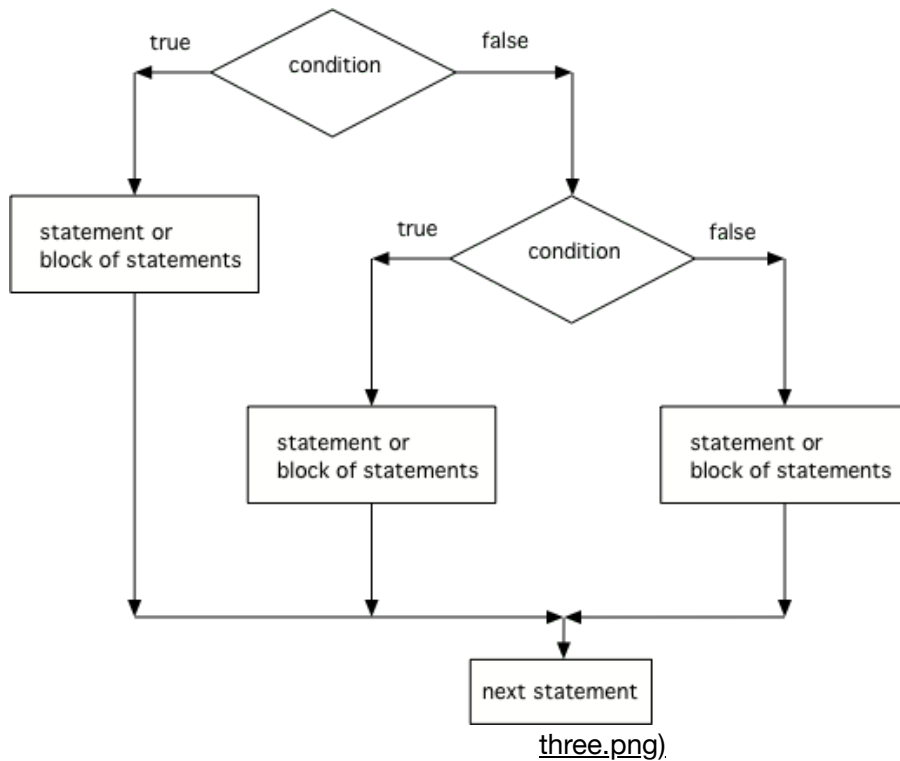 condition
true
false
statement or
block of statements
condition
true
false
statement or
block of statements
statement or
block of statements
next statement
three.png)